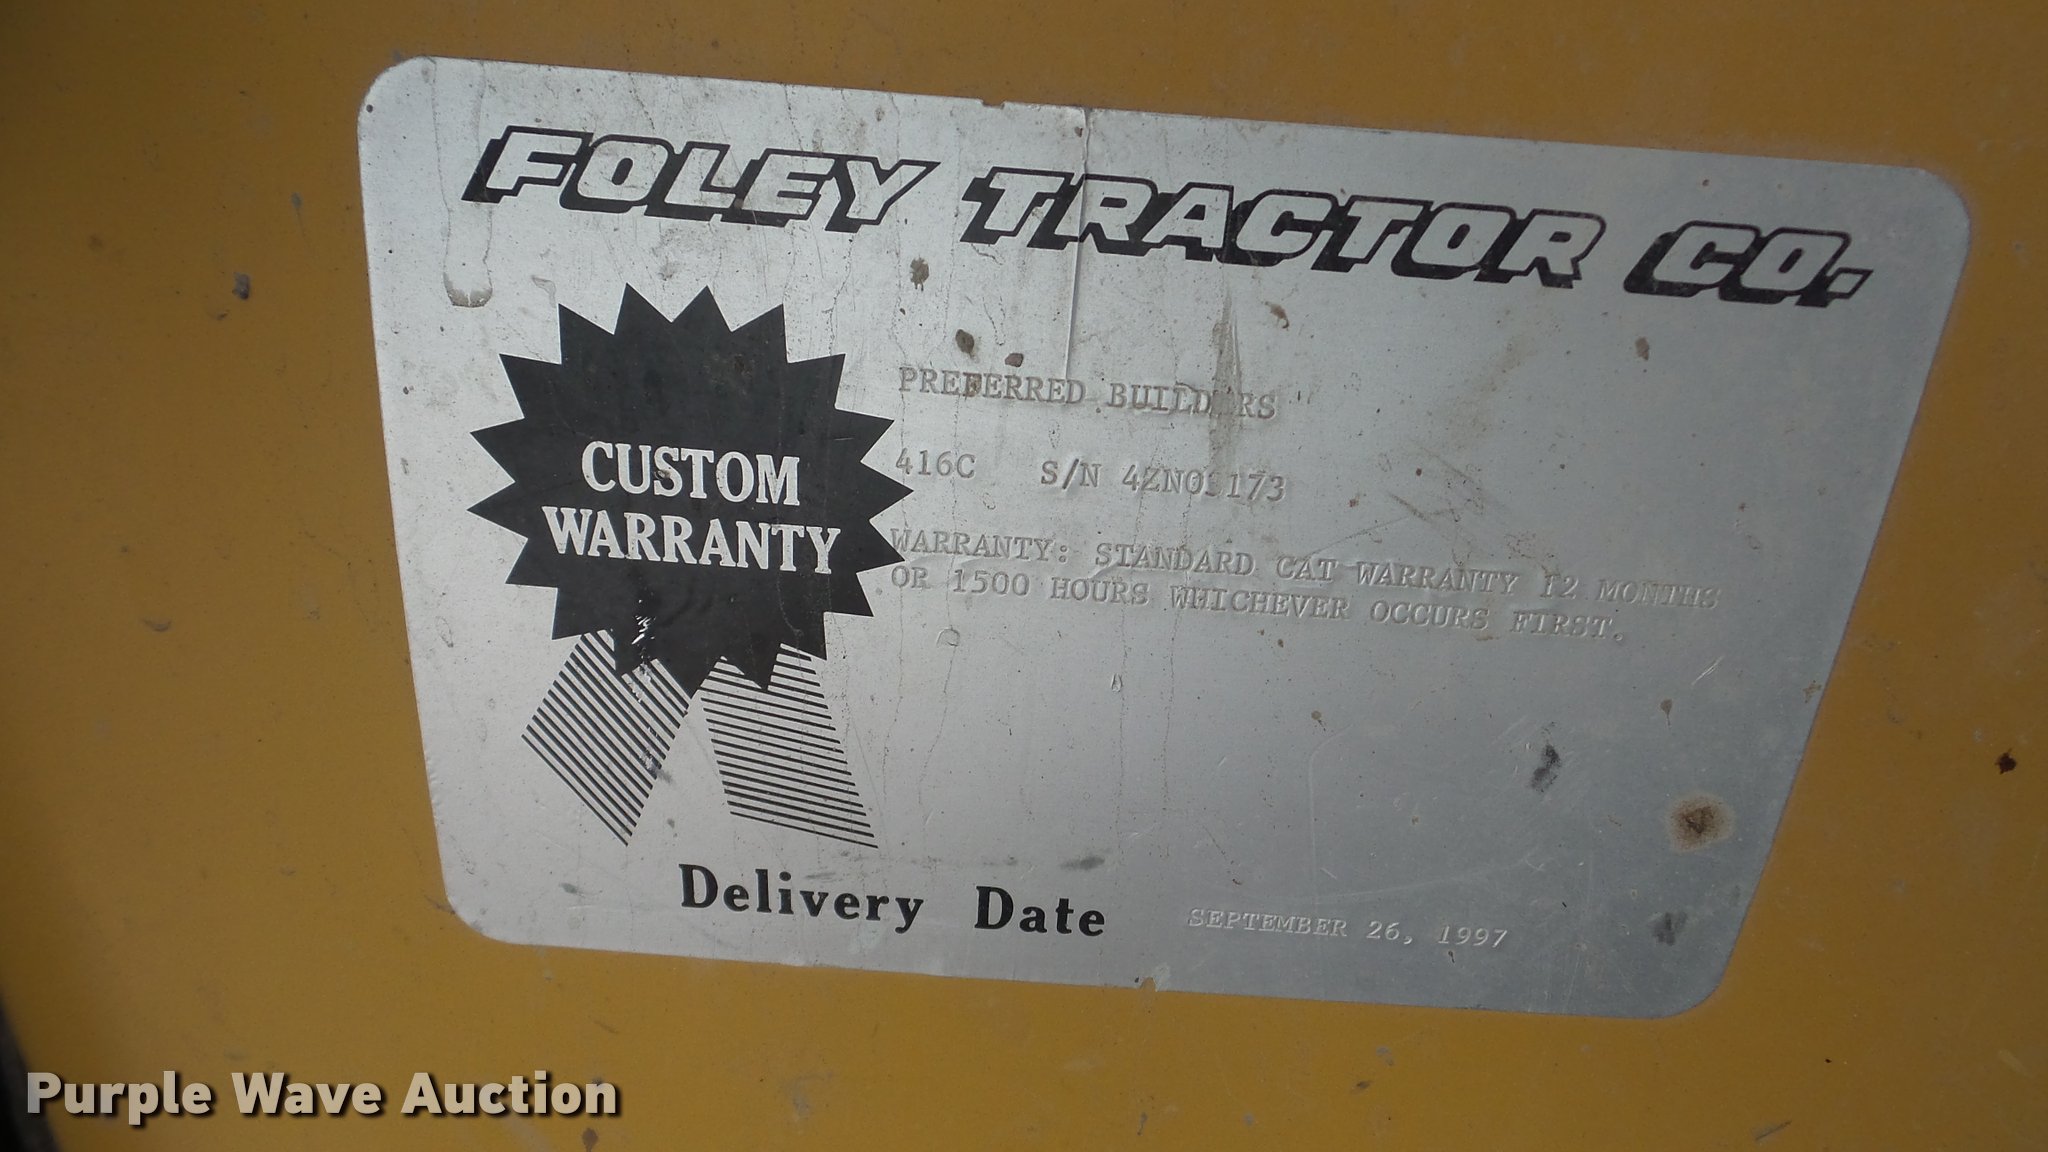 FOLEY TRACTOR CO.
CUSTOM
WARRANTY
PREFERRED BUILDERS
416C S/N
WARRANTY: STANDARD CAT WARRANTY 12 MONTHS
OR 1500 HOURS WHICHEVER OCCURS FIRST.
Delivery Date SEPTEMBER 26, 1997
Purple Wave Auction